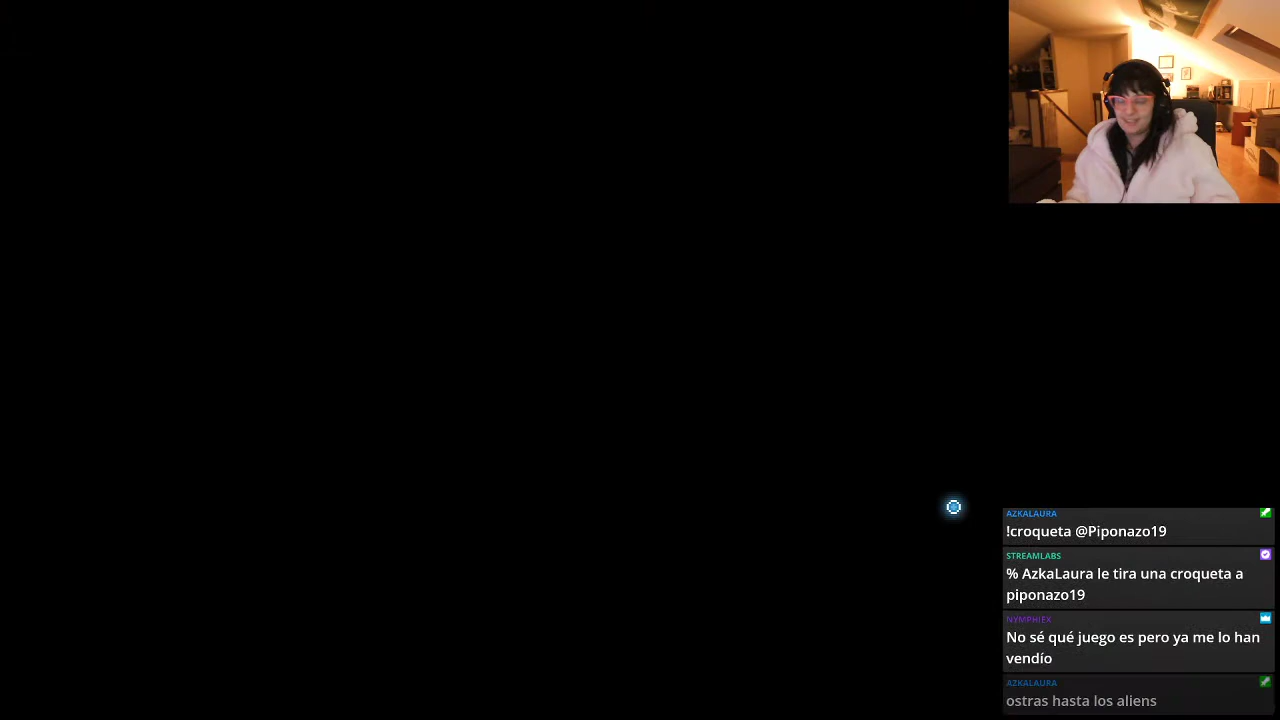 AZKALAURA
!croqueta @Piponazo19
STREAMLABS
% AzkaLaura le tira una croqueta a
piponazo19
NYMPHIEX
No sé qué juego es pero ya me lo han
vendío
AZKALAURA
ostras hasta los aliens